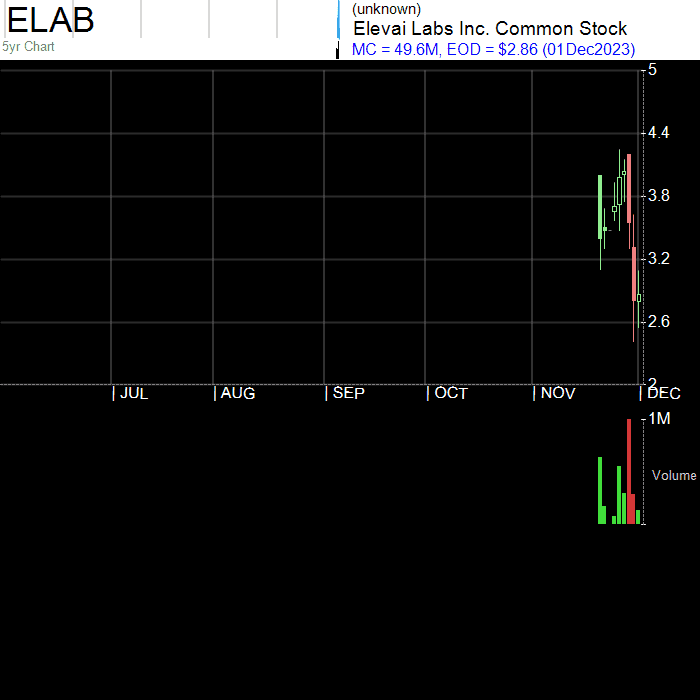 ELAB
5yr Chart
(unknown)
Elevai Labs Inc. Common Stock
MC = 49.6M, EOD = $2.86 (01Dec2023)
5
4.4
3.8
3.2
2.6
2
| JUL | AUG | SEP | OCT | NOV | DEC
1M
Volume